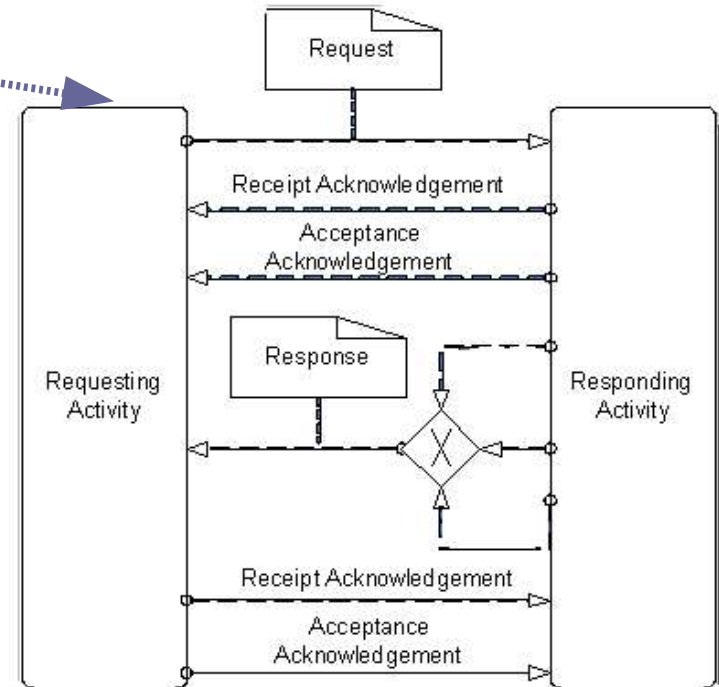 Request
Receipt Acknowledgement
Acceptance
Acknowledgement
Response
Requesting
Activity
Responding
Activity
X
Receipt Acknowledgement
Acceptance
Acknowledgement